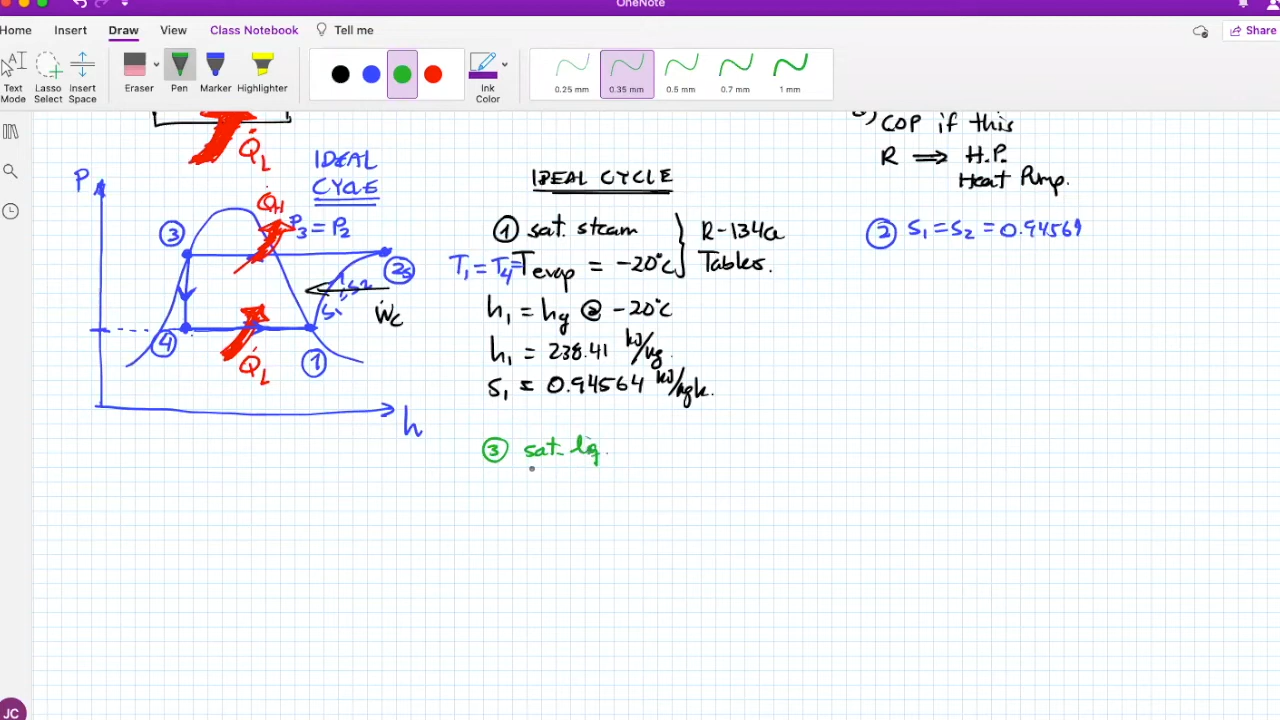 OneNote
Home Insert Draw View Class Notebook Tell me
Share
Text Mode
Lasso Select
Insert Space
Eraser
Pen
Marker
Highlighter
Ink Color
0.25 mm
0.35 mm
0.5 mm
0.7 mm
1 mm
Q̇L
IDEAL
CYCLE
P
Q̇H
P3 = P2
③
②s
ẆC
④
①
Q̇L
h
IDEAL CYCLE
① sat. steam
T1 = T4 = Tevap = -20°C
R-134a
Tables.
h1 = hg @ -20°C
h1 = 238.41 kJ/kg.
s1 = 0.94564 kJ/kgk.
③ sat. liq.
COP if this
R ⟹ H.P.
Heat Pump.
② s1 = s2 = 0.94564
JC